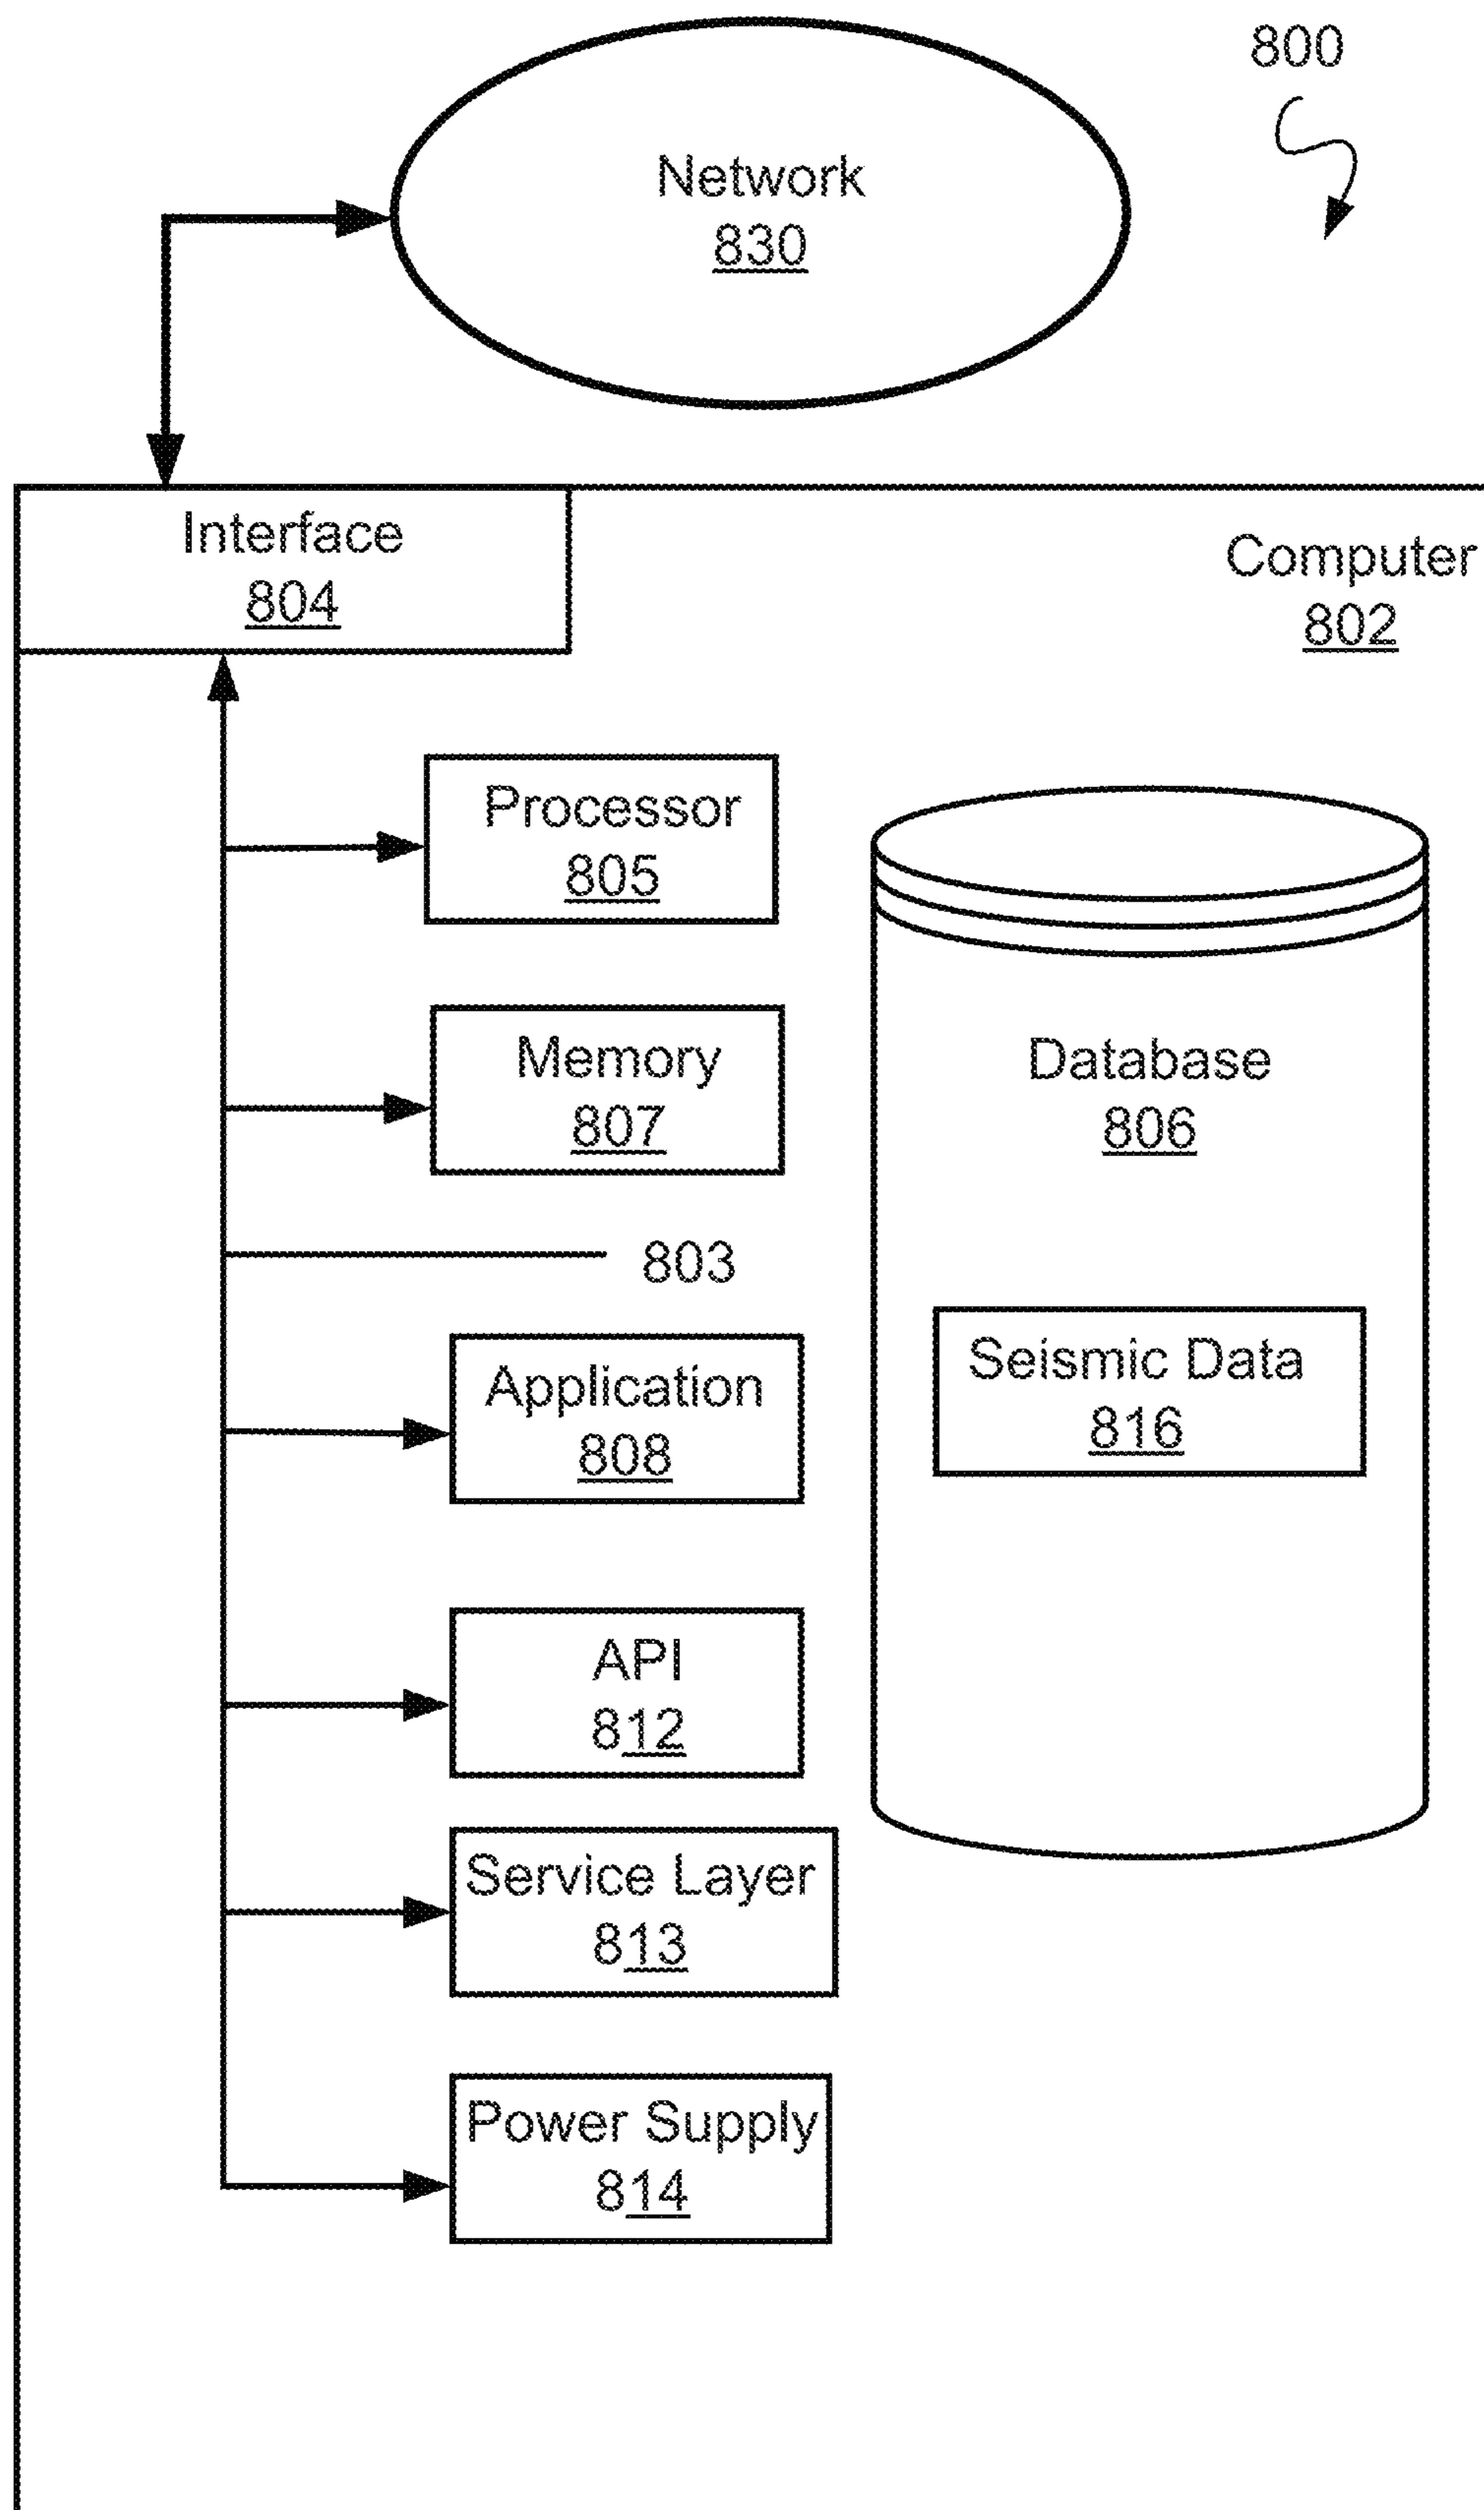 800
Network
830
Interface
804
Computer
802
Processor
805
Memory
807
803
Application
808
API
812
Service Layer
813
Power Supply
814
Database
806
Seismic Data
816